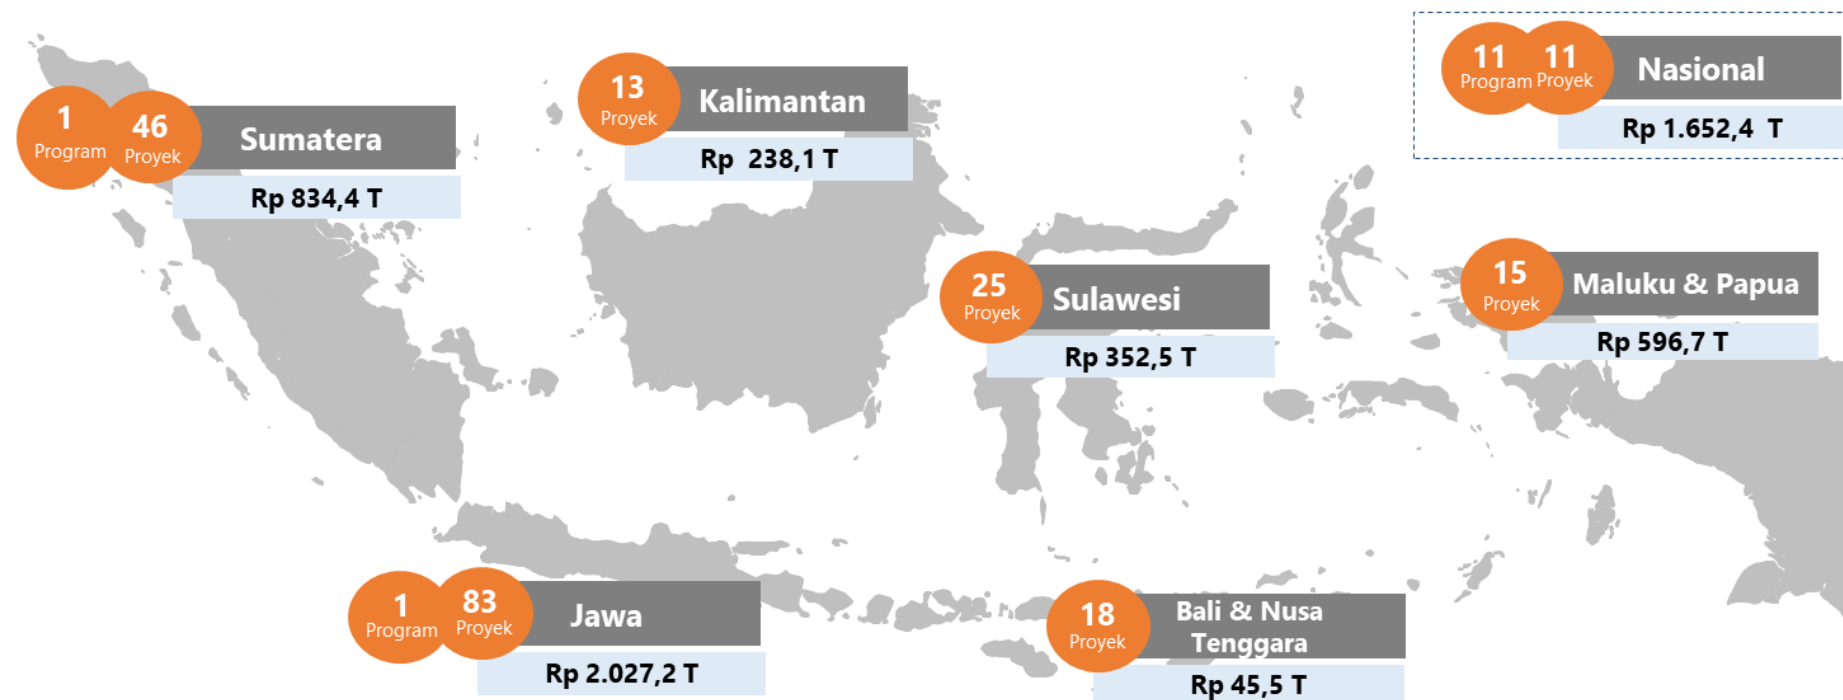 1
Program
46
Proyek
Sumatera
Rp 834,4 T
13
Proyek
Kalimantan
Rp 238,1 T
11
Program
11
Proyek
Nasional
Rp 1.652,4 T
25
Proyek
Sulawesi
Rp 352,5 T
15
Proyek
Maluku & Papua
Rp 596,7 T
1
Program
83
Proyek
Jawa
Rp 2.027,2 T
18
Proyek
Bali & Nusa
Tenggara
Rp 45,5 T